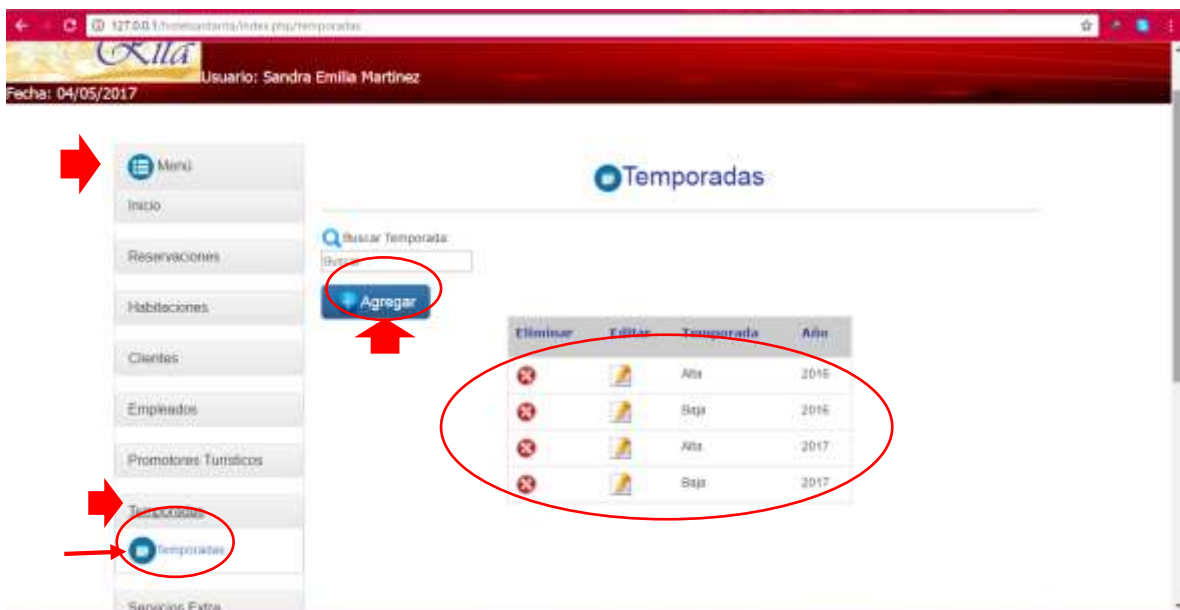 127.0.0.1/hotelsantarita/index.php/temporadas
Rita
Usuario: Sandra Emilia Martinez
Fecha: 04/05/2017
Menú
Temporadas
Inicio
Buscar Temporada:
Buscar
Reservaciones
Agregar
Habitaciones
Eliminar Editar Temporada Año
Clientes
Alta 2016
Baja 2016
Empleados
Alta 2017
Promotores Turisticos
Baja 2017
Temporadas
Temporadas
Servicios Extra